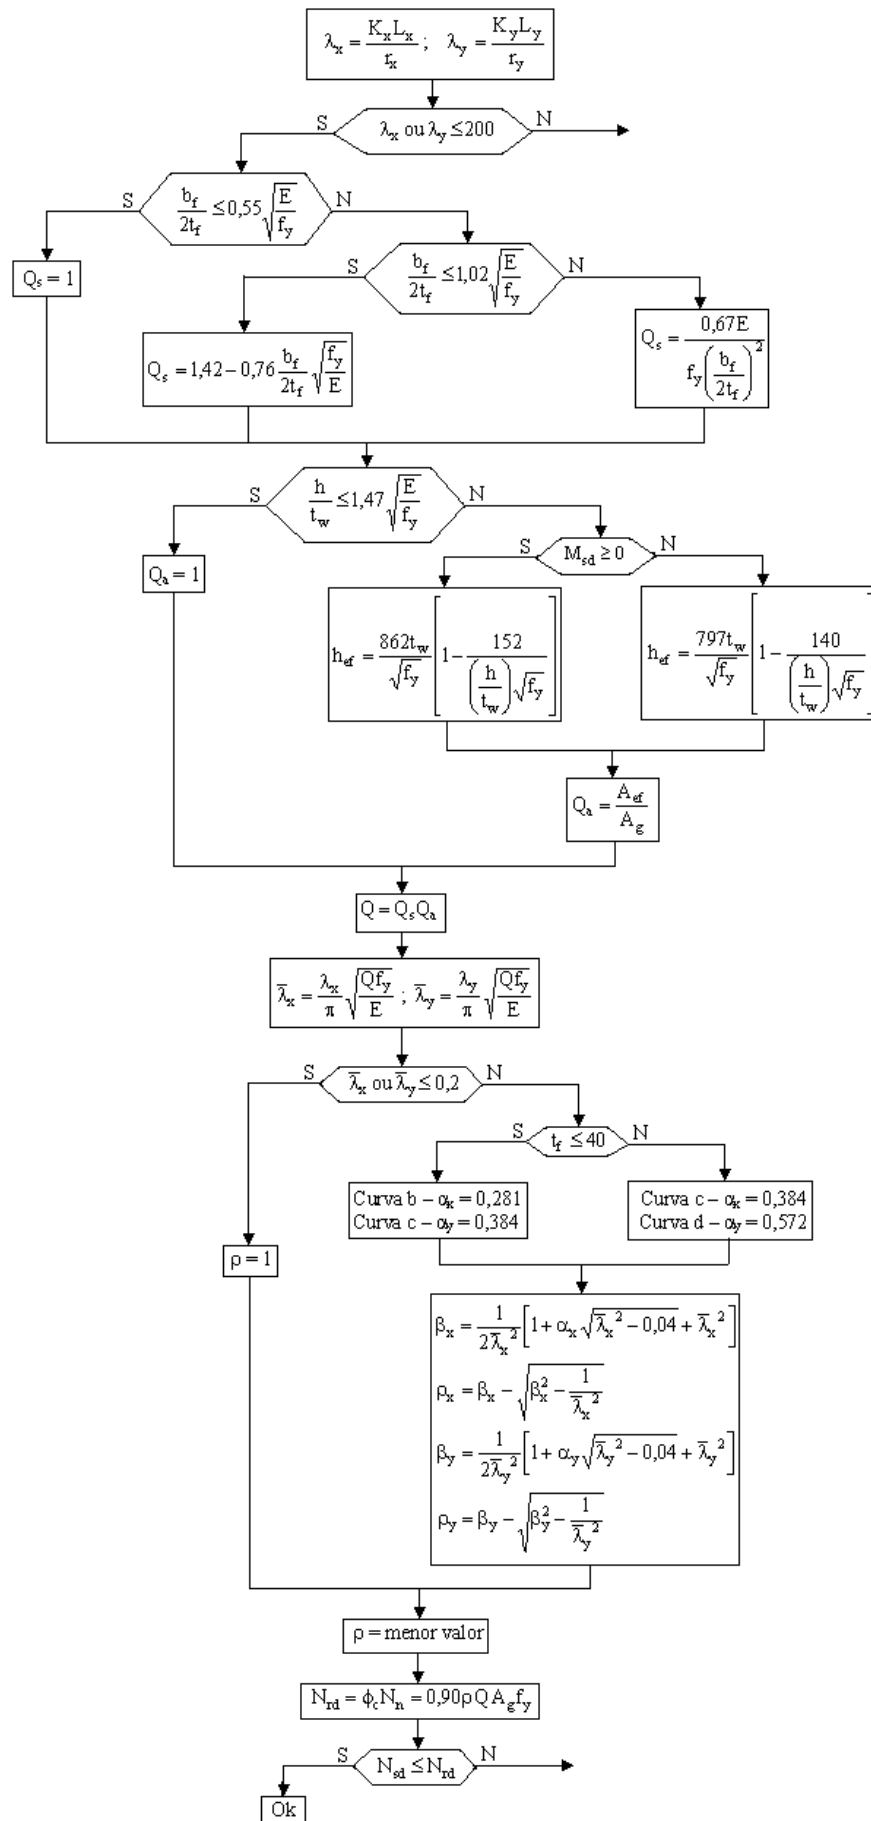 λx = KxLx/rx ; λy = KyLy/ry
S λx ou λy ≤ 200 N
S bf/2tf ≤ 0,55 √(E/fy) N
Qs = 1
S bf/2tf ≤ 1,02 √(E/fy) N
Qs = 1,42 − 0,76 bf/2tf √(fy/E)
Qs = 0,67E / fy(bf/2tf)²
S h/tw ≤ 1,47 √(E/fy) N
Qa = 1
S Msd ≥ 0 N
hef = 862tw/√fy [1 − 152/((h/tw)√fy)]
hef = 797tw/√fy [1 − 140/((h/tw)√fy)]
Qa = Aef/Ag
Q = QsQa
λ̄x = λx/π √(Qfy/E) ; λ̄y = λy/π √(Qfy/E)
S λ̄x ou λ̄y ≤ 0,2 N
S tf ≤ 40 N
Curva b – αx = 0,281
Curva c – αy = 0,384
Curva c – αx = 0,384
Curva d – αy = 0,572
ρ = 1
βx = 1/2λ̄x² [1 + αx √(λ̄x² − 0,04) + λ̄x²]
ρx = βx − √(βx² − 1/λ̄x²)
βy = 1/2λ̄y² [1 + αy √(λ̄y² − 0,04) + λ̄y²]
ρy = βy − √(βy² − 1/λ̄y²)
ρ = menor valor
Nrd = ϕcNn = 0,90ρQAgfy
S Nsd ≤ Nrd N
Ok